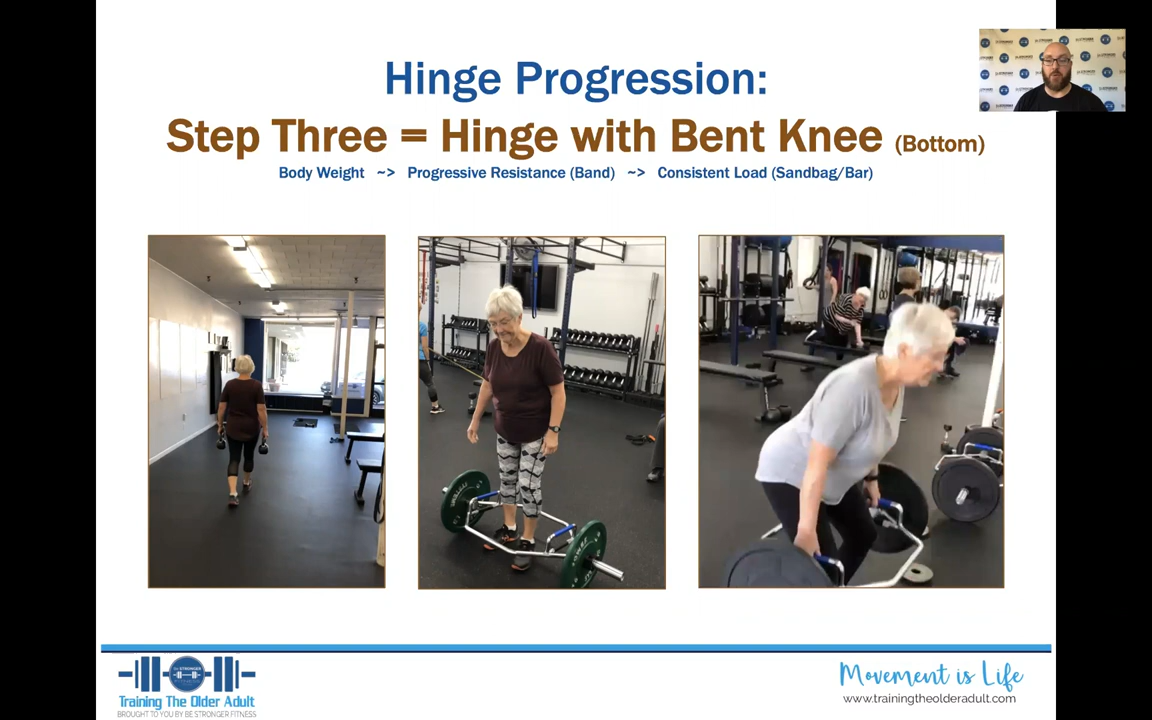 Hinge Progression:
Step Three = Hinge with Bent Knee (Bottom)
Body Weight ~> Progressive Resistance (Band) ~> Consistent Load (Sandbag/Bar)
Training The Older Adult
BROUGHT TO YOU BY BE STRONGER FITNESS
Movement is Life
www.trainingtheolderadult.com